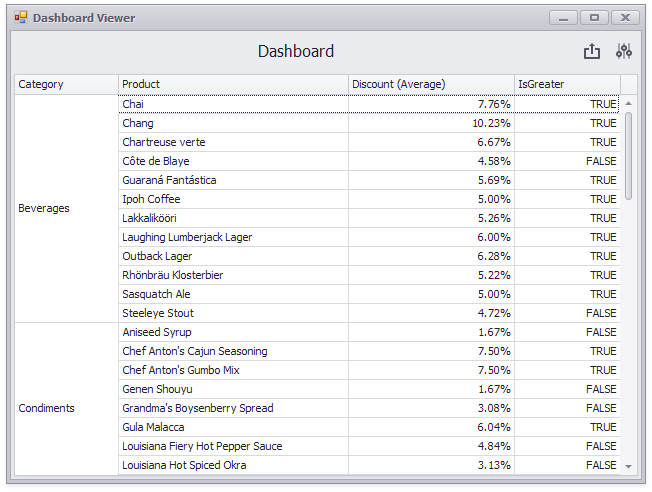 Dashboard Viewer
Dashboard
Category Product Discount (Average) IsGreater
Beverages
Chai 7.76% TRUE
Chang 10.23% TRUE
Chartreuse verte 6.67% TRUE
Côte de Blaye 4.58% FALSE
Guaraná Fantástica 5.69% TRUE
Ipoh Coffee 5.00% TRUE
Lakkalikööri 5.26% TRUE
Laughing Lumberjack Lager 6.00% TRUE
Outback Lager 6.28% TRUE
Rhönbräu Klosterbier 5.22% TRUE
Sasquatch Ale 5.00% TRUE
Steeleye Stout 4.72% FALSE
Condiments
Aniseed Syrup 1.67% FALSE
Chef Anton's Cajun Seasoning 7.50% TRUE
Chef Anton's Gumbo Mix 7.50% TRUE
Genen Shouyu 1.67% FALSE
Grandma's Boysenberry Spread 3.08% FALSE
Gula Malacca 6.04% TRUE
Louisiana Fiery Hot Pepper Sauce 4.84% FALSE
Louisiana Hot Spiced Okra 3.13% FALSE